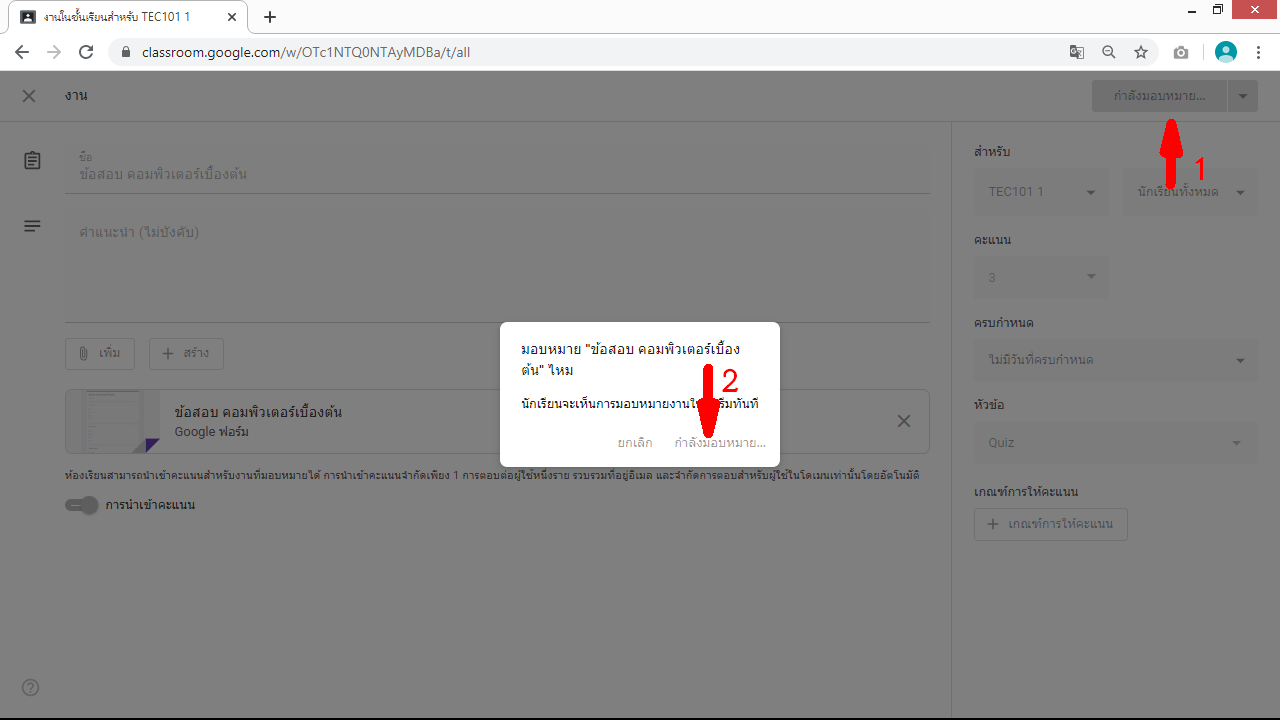 งานในชั้นเรียนสำหรับ TEC101 1
classroom.google.com/w/OTc1NTQ0NTAyMDBa/t/all
งาน
กำลังมอบหมาย...
1
ชื่อ
ข้อสอบ คอมพิวเตอร์เบื้องต้น
คำแนะนำ (ไม่บังคับ)
เพิ่ม
สร้าง
ข้อสอบ คอมพิวเตอร์เบื้องต้น
Google ฟอร์ม
ห้องเรียนสามารถนำเข้าคะแนนสำหรับงานที่มอบหมายได้ การนำเข้าคะแนนจำกัดเพียง 1 การตอบต่อผู้ใช้หนึ่งราย รวบรวมที่อยู่อีเมล และจำกัดการตอบสำหรับผู้ใช้ในโดเมนเท่านั้นโดยอัตโนมัติ
การนำเข้าคะแนน
มอบหมาย "ข้อสอบ คอมพิวเตอร์เบื้อง
ต้น" ไหม
2
นักเรียนจะเห็นการมอบหมายงานใน
ทันที
ยกเลิก
กำลังมอบหมาย...
สำหรับ
TEC101 1
นักเรียนทั้งหมด
คะแนน
3
ครบกำหนด
ไม่มีวันที่ครบกำหนด
หัวข้อ
Quiz
เกณฑ์การให้คะแนน
เกณฑ์การให้คะแนน